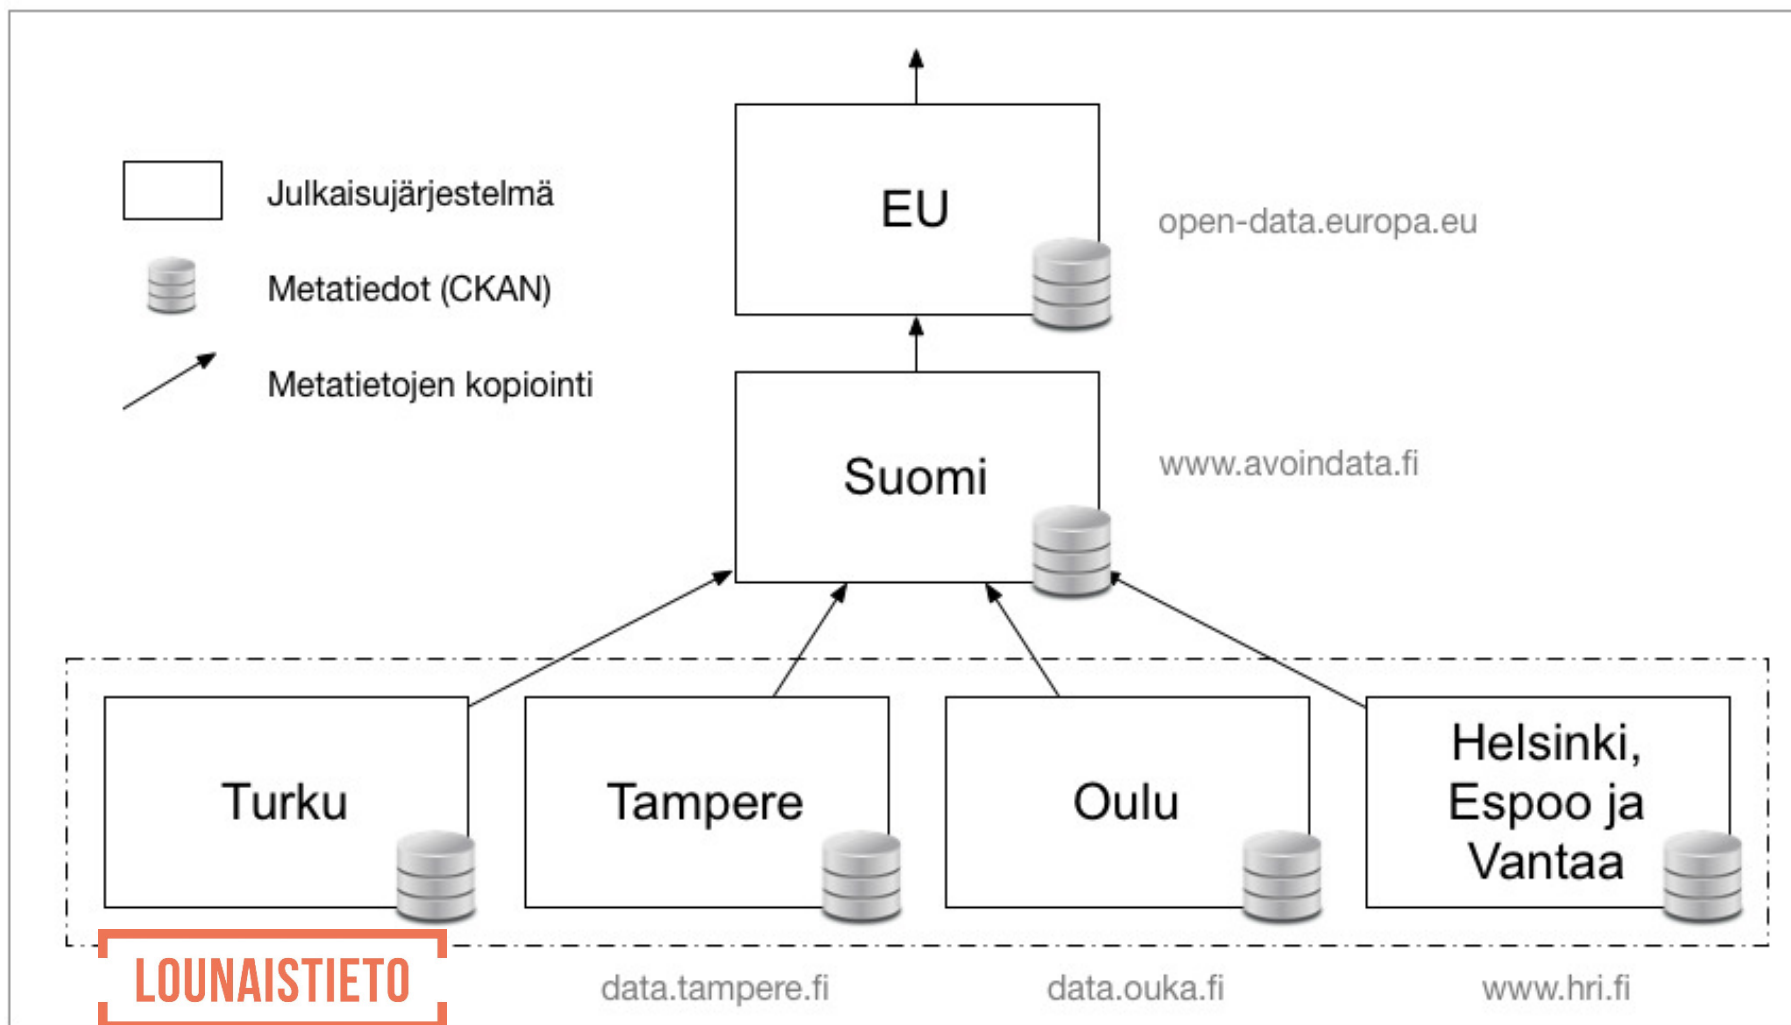 Julkaisujärjestelmä
Metatiedot (CKAN)
Metatietojen kopiointi
EU
open-data.europa.eu
Suomi
www.avoindata.fi
Turku
Tampere
Oulu
Helsinki,
Espoo ja
Vantaa
LOUNAISTIETO
data.tampere.fi
data.ouka.fi
www.hri.fi